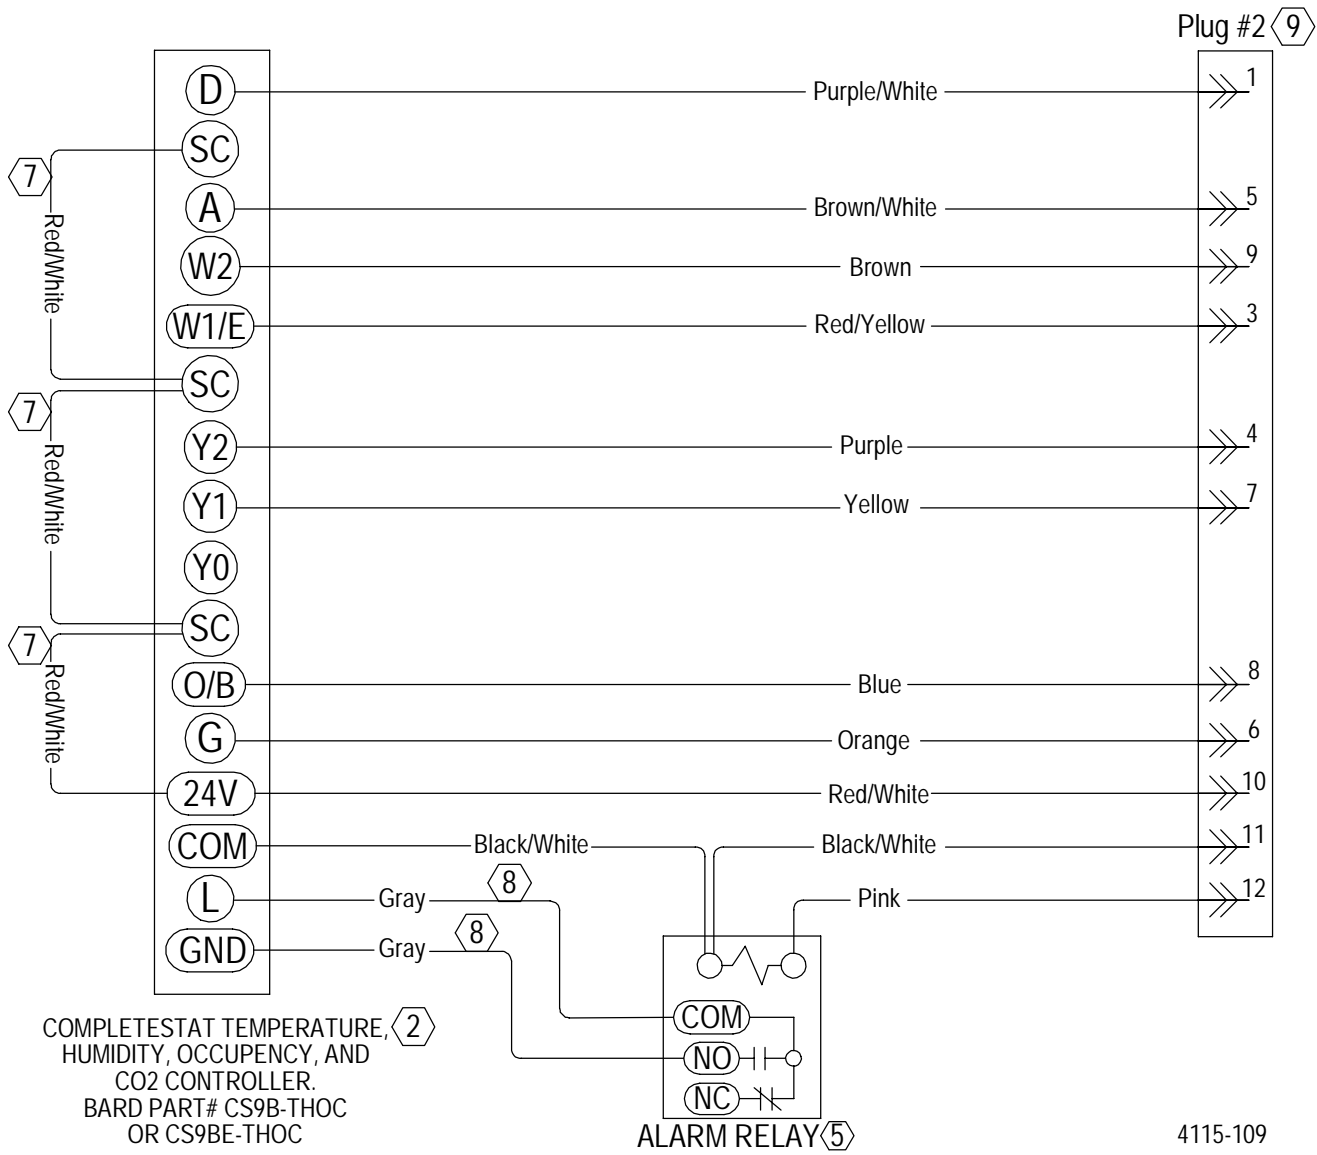 Plug #2 9
D Purple/White 1
SC
7
Red/White
A Brown/White 5
W2 Brown 9
W1/E Red/Yellow 3
SC
7
Red/White
Y2 Purple 4
Y1 Yellow 7
Y0
SC
7
Red/White
O/B Blue 8
G Orange 6
24V Red/White 10
COM Black/White Black/White 11
L Gray 8 Pink 12
GND Gray 8
COM
NO
NC
ALARM RELAY 5
COMPLETESTAT TEMPERATURE, 2
HUMIDITY, OCCUPENCY, AND
CO2 CONTROLLER.
BARD PART# CS9B-THOC
OR CS9BE-THOC
4115-109